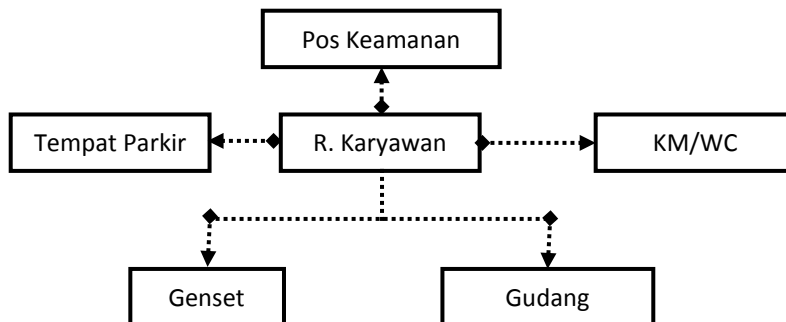 Pos Keamanan
Tempat Parkir
R. Karyawan
KM/WC
Genset
Gudang